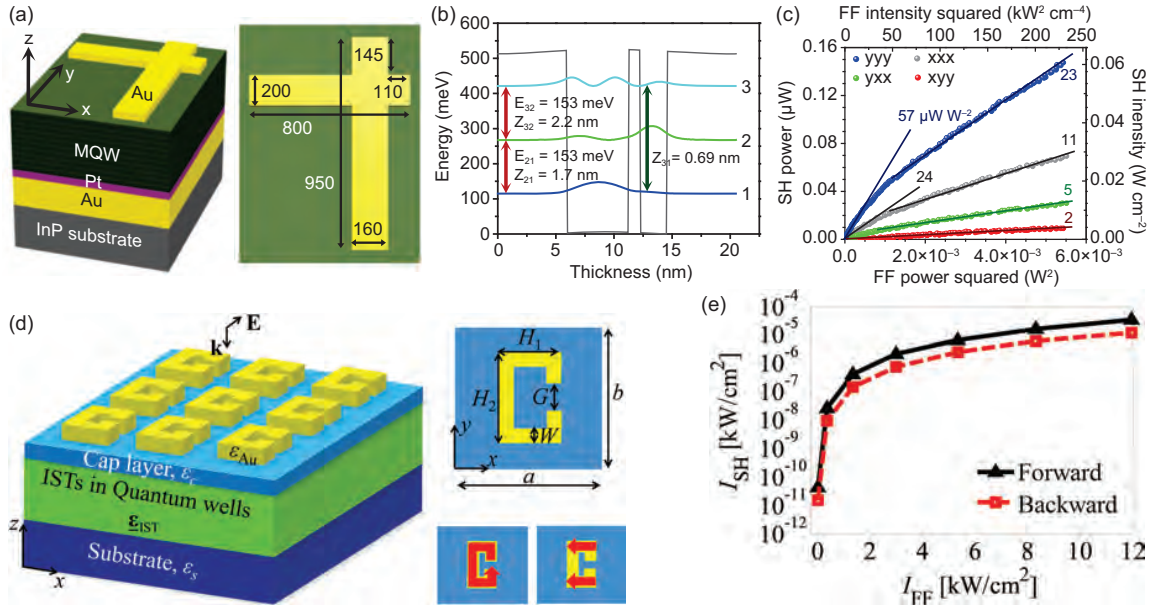 (a)
z
y
x
Au
MQW
Pt
Au
InP substrate
145
200
110
800
950
160
(b)
600
500
400
300
200
100
0
Energy (meV)
E32 = 153 meV
Z32 = 2.2 nm
E21 = 153 meV
Z21 = 1.7 nm
Z31 = 0.69 nm
3
2
1
0 5 10 15 20
Thickness (nm)
(c)
FF intensity squared (kW² cm⁻⁴)
0 50 100 150 200
0.16
0.12
0.08
0.04
0.00
SH power (µW)
yyy xxx
yxx xyy
57 µW W⁻²
24
23
11
5
2
0.06
0.04
0.02
0.00
SH intensity (W cm⁻²)
0.0 2.0×10⁻³ 4.0×10⁻³ 6.0×10⁻³
FF power squared (W²)
(d)
E
k
εAu
Cap layer, εc
ISTs in Quantum wells
εIST
Substrate, εs
z
x
H1
H2
G
W
b
y
x
a
(e)
10⁻⁴
10⁻⁵
10⁻⁶
10⁻⁷
10⁻⁸
10⁻⁹
10⁻¹⁰
10⁻¹¹
10⁻¹²
ISH [kW/cm²]
Forward
Backward
0 2 4 6 8 10 12
IFF [kW/cm²]